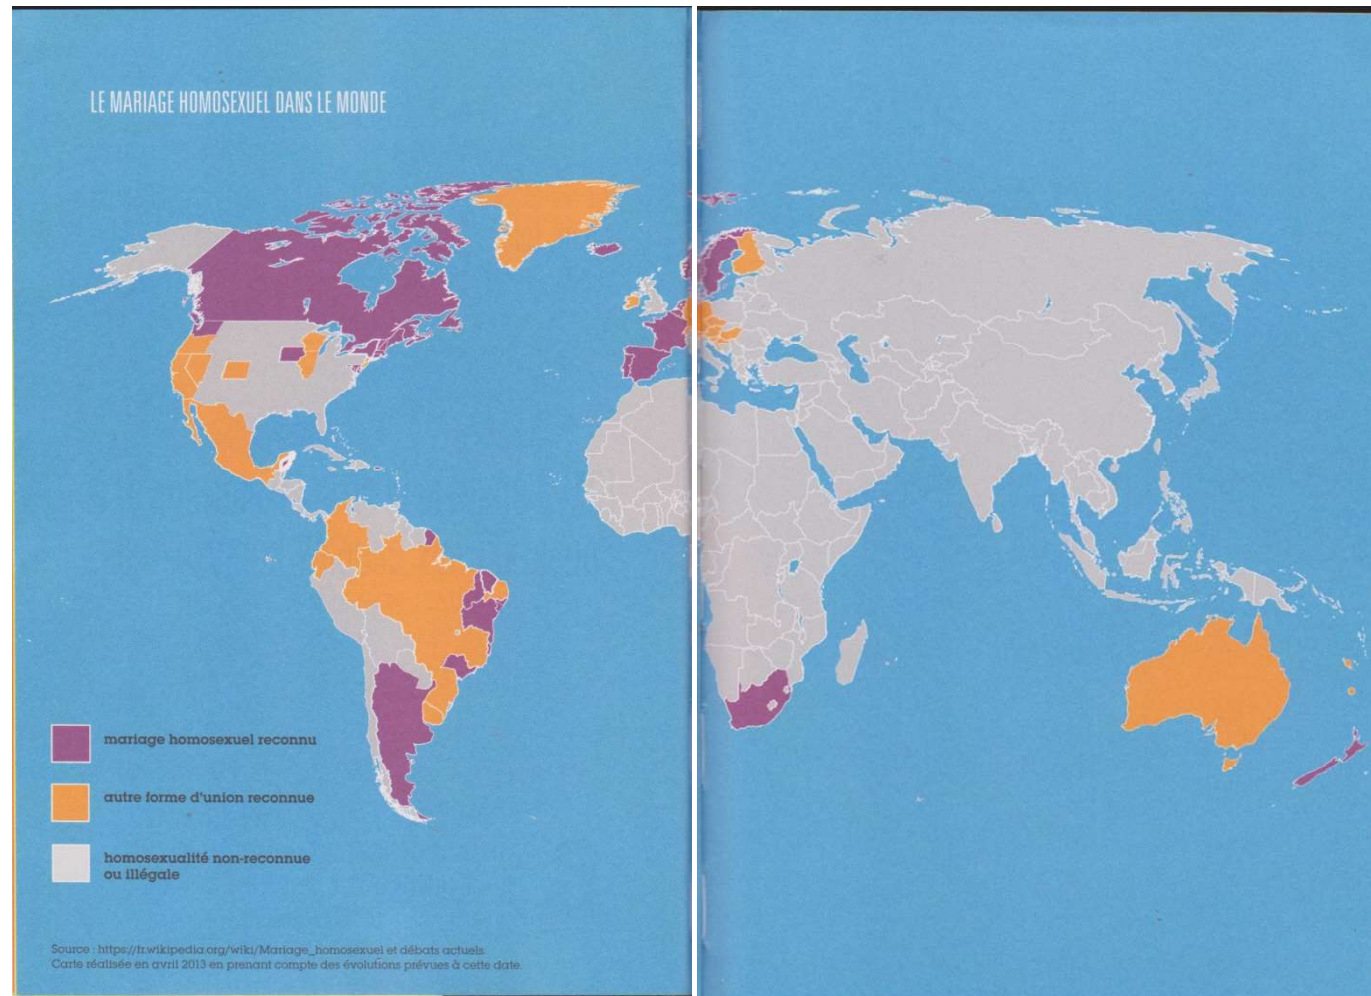 LE MARIAGE HOMOSEXUEL DANS LE MONDE
mariage homosexuel reconnu
autre forme d'union reconnue
homosexualité non-reconnue
ou illégale
Source : https://fr.wikipedia.org/wiki/Mariage_homosexuel et débats actuels.
Carte réalisée en avril 2013 en prenant compte des évolutions prévues à cette date.